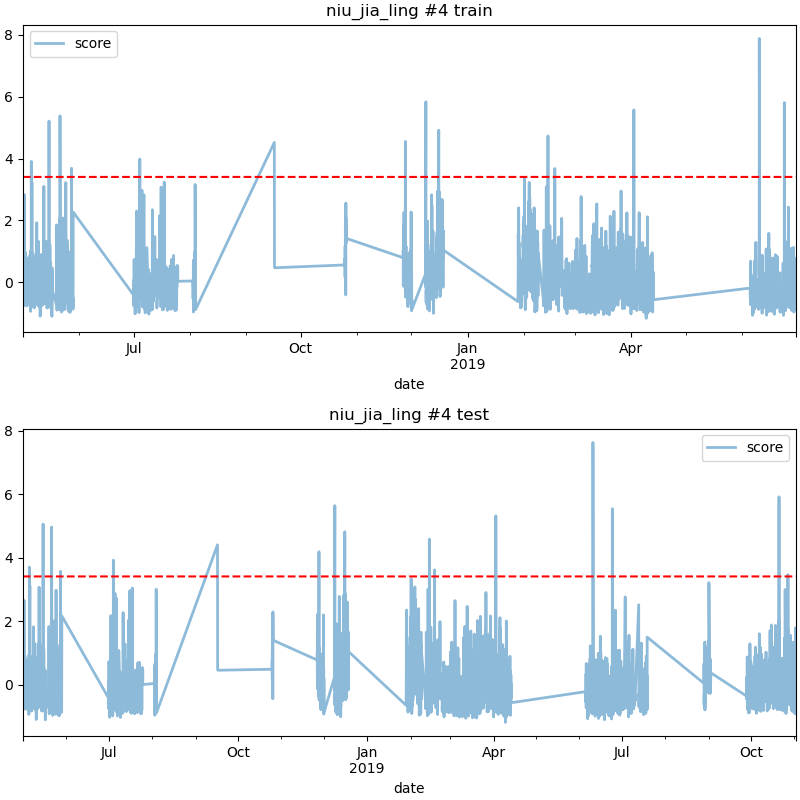 niu_jia_ling #4 train
score
8
6
4
2
0
Jul
Oct
Jan
2019
Apr
date
niu_jia_ling #4 test
score
8
6
4
2
0
Jul
Oct
Jan
2019
Apr
Jul
Oct
date